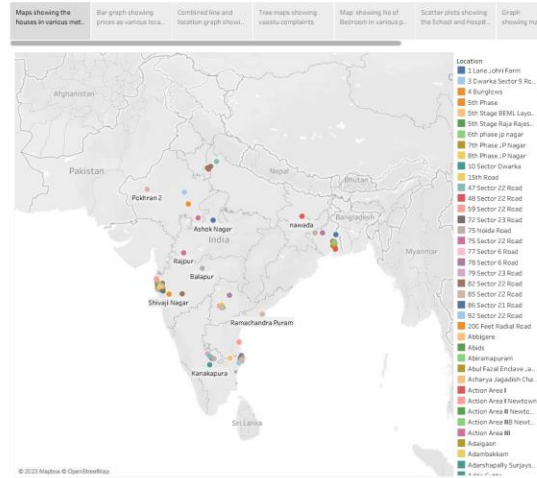 Maps showing the
houses in various met..
Bar graph showing
prices as various loca..
Combined line and
location graph showi..
Tree maps showing
vaastu complaints
Map showing No of
Bedroom in various p..
Scatter plots showing
the School and Hospit..
Graph
showing
Afghanistan
Pakistan
Nepal
Bhutan
Bangladesh
Myanmar
India
Sri Lanka
Pokhran 2
Ashok Nagar
nawada
Rajpur
Balapur
Shivaji Nagar
Ramachandra Puram
Kanakapura
© 2023 Mapbox © OpenStreetMap
Location
1 Lane John Farm
3 Dwarka Sector 9 Ro..
4 Bunglows
5th Phase
5th Stage BEML Layo..
5th Stage Raja Rajes..
6th phase jp nagar
7th Phase JP Nagar
8th Phase JP Nagar
10 Sector Dwarka
15th Road
47 Sector 22 Road
48 Sector 22 Road
59 Sector 22 Road
72 Sector 23 Road
75 Noida Road
75 Sector 22 Road
77 Sector 6 Road
78 Sector 6 Road
79 Sector 23 Road
82 Sector 22 Road
85 Sector 22 Road
86 Sector 21 Road
92 Sector 22 Road
200 Feet Radial Road
Abbigere
Abids
Abiramapuram
Abul Fazal Enclave Ja..
Acharya Jagadish Cha..
Action Area I
Action Area I Newtown
Action Area II Newto..
Action Area IIB Newt..
Action Area III
Adaigaon
Adambakkam
Adarshapally Surjays..